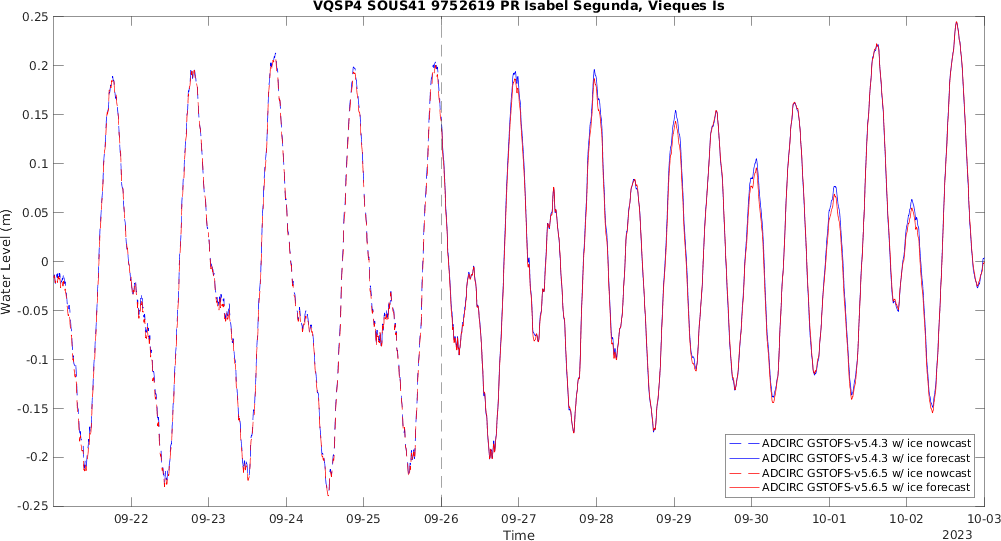 VQSP4 SOUS41 9752619 PR Isabel Segunda, Vieques Is
0.25
0.2
0.15
0.1
0.05
0
-0.05
-0.1
-0.15
-0.2
-0.25
Water Level (m)
ADCIRC GSTOFS-v5.4.3 w/ ice nowcast
ADCIRC GSTOFS-v5.4.3 w/ ice forecast
ADCIRC GSTOFS-v5.6.5 w/ ice nowcast
ADCIRC GSTOFS-v5.6.5 w/ ice forecast
09-22 09-23 09-24 09-25 09-26 09-27 09-28 09-29 09-30 10-01 10-02 10-03
Time
2023